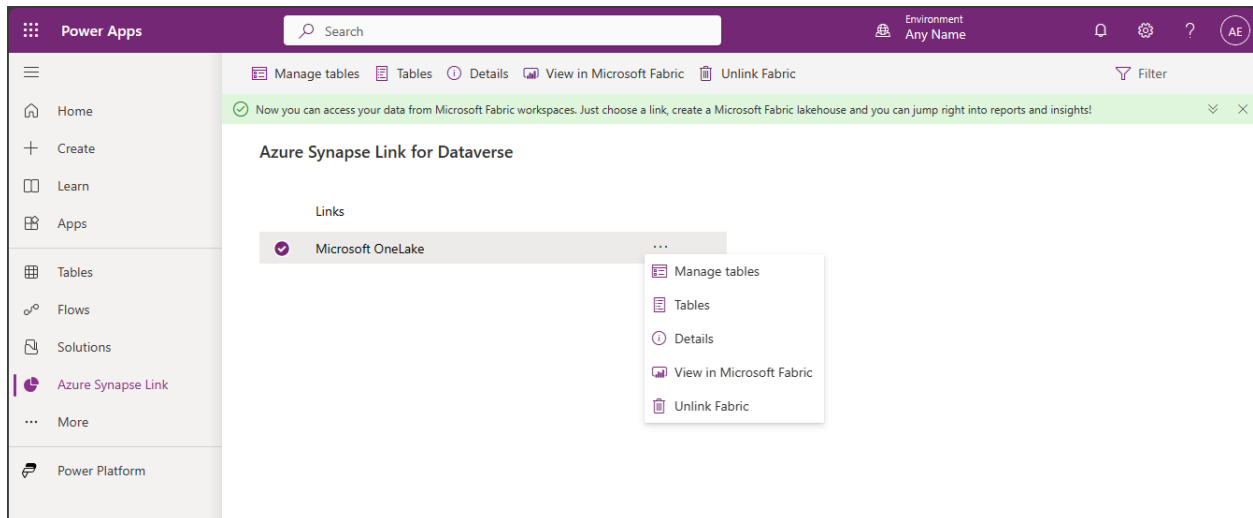 Power Apps
Search
Environment
Any Name
?
AE
Manage tables
Tables
Details
View in Microsoft Fabric
Unlink Fabric
Filter
Home
Create
Learn
Apps
Tables
Flows
Solutions
Azure Synapse Link
More
Power Platform
Now you can access your data from Microsoft Fabric workspaces. Just choose a link, create a Microsoft Fabric lakehouse and you can jump right into reports and insights!
Azure Synapse Link for Dataverse
Links
Microsoft OneLake
...
Manage tables
Tables
Details
View in Microsoft Fabric
Unlink Fabric